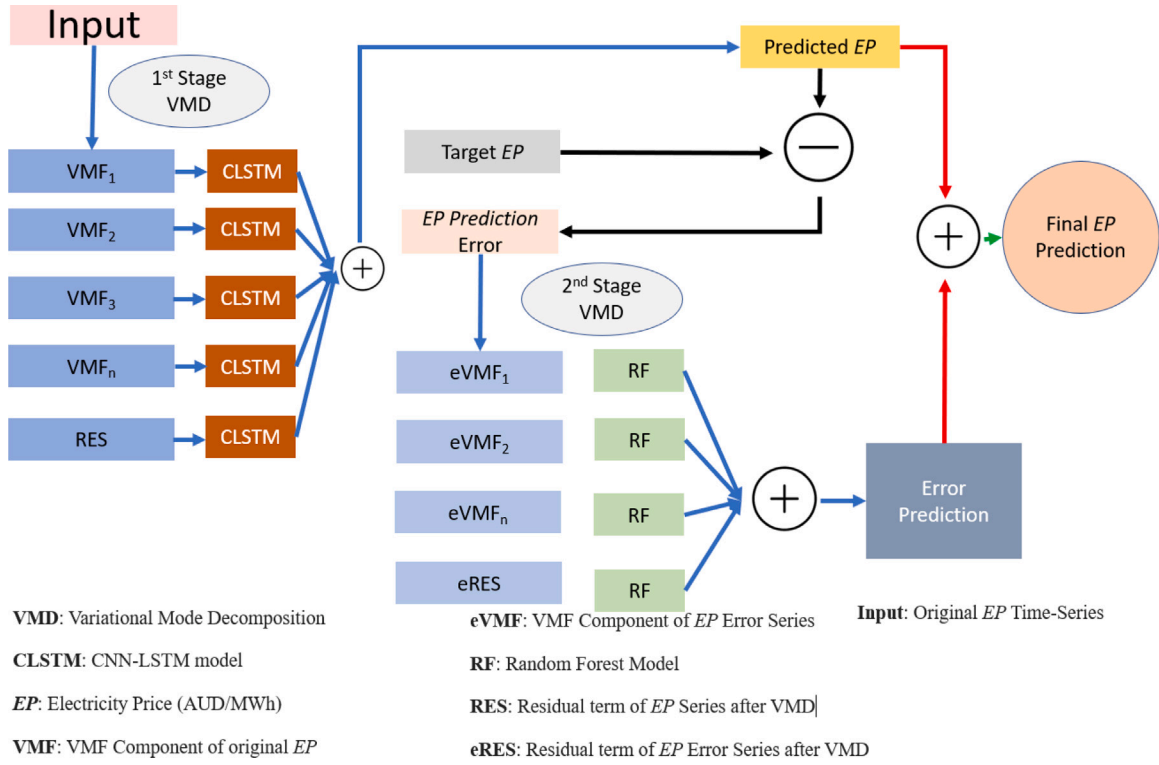 Input
1st Stage
VMD
Predicted EP
Target EP
VMF1
CLSTM
VMF2
CLSTM
VMF3
CLSTM
VMFn
CLSTM
RES
CLSTM
+
−
EP Prediction
Error
2nd Stage
VMD
eVMF1
RF
eVMF2
RF
eVMFn
RF
eRES
RF
+
Error
Prediction
+
Final EP
Prediction
VMD: Variational Mode Decomposition
CLSTM: CNN-LSTM model
EP: Electricity Price (AUD/MWh)
VMF: VMF Component of original EP
eVMF: VMF Component of EP Error Series
RF: Random Forest Model
RES: Residual term of EP Series after VMD
eRES: Residual term of EP Error Series after VMD
Input: Original EP Time-Series